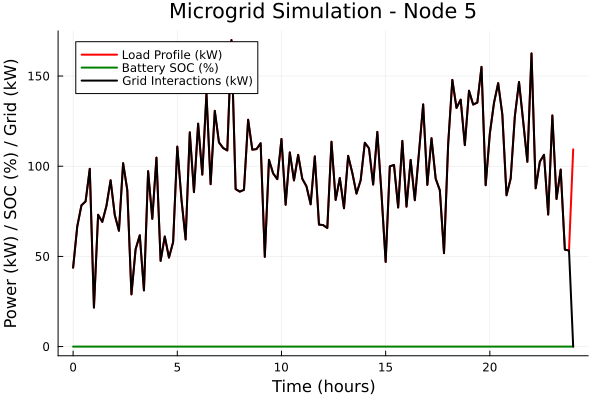 Microgrid Simulation - Node 5
Load Profile (kW)
Battery SOC (%)
Grid Interactions (kW)
Power (kW) / SOC (%) / Grid (kW)
150
100
50
0
0 5 10 15 20
Time (hours)